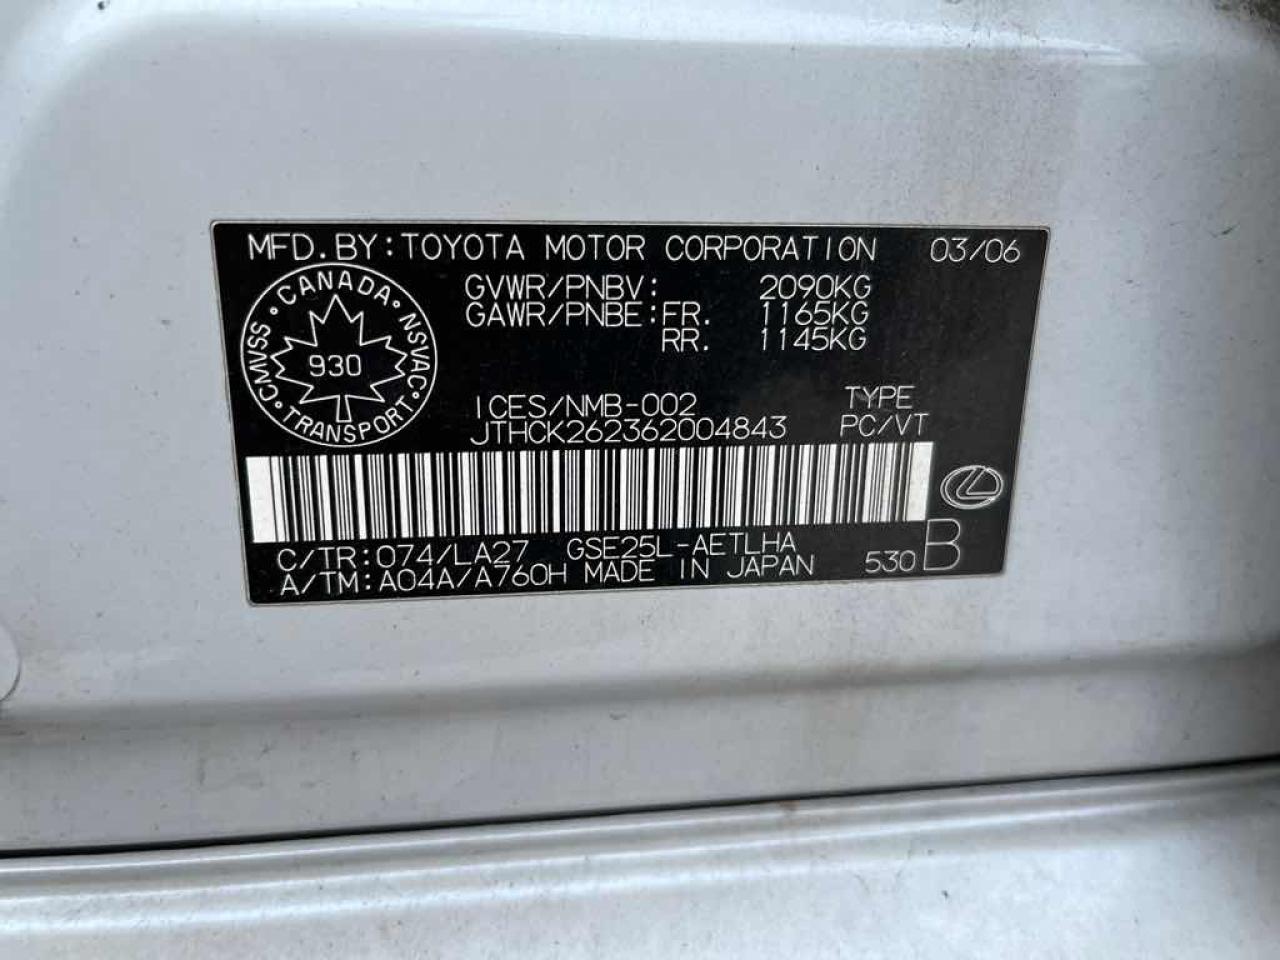 MFD.BY:TOYOTA MOTOR CORPORATION 03/06
GVWR/PNBV: 2090KG
GAWR/PNBE:FR. 1165KG
RR. 1145KG
CANADA
CMVSS NSVAC
930
TRANSPORT
ICES/NMB-002 TYPE
JTHCK262362004843 PC/VT
C/TR:074/LA27 GSE25L-AETLHA
A/TM:A04A/A760H MADE IN JAPAN 530 B